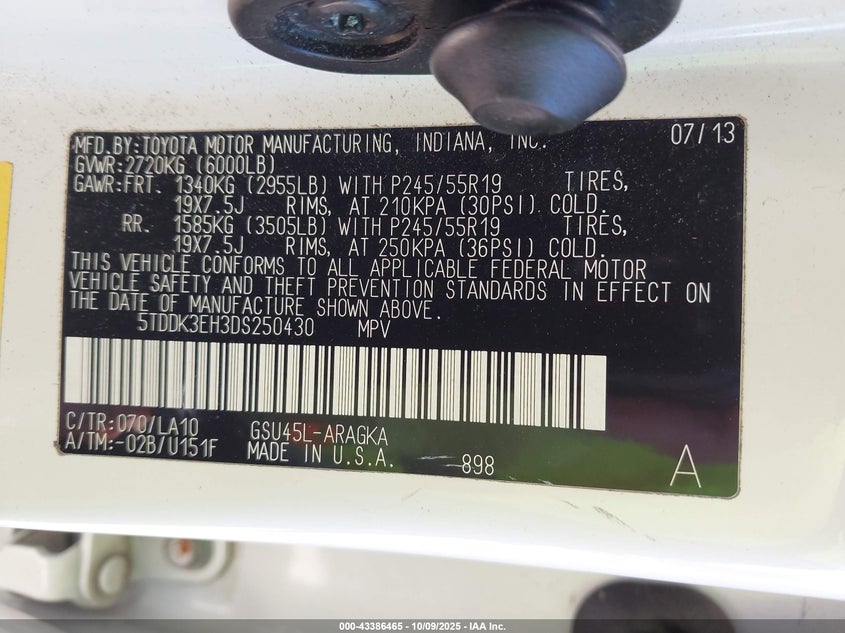 MFD.BY:TOYOTA MOTOR MANUFACTURING, INDIANA, INC. 07/13
GVWR:2720KG (6000LB)
GAWR:FRT. 1340KG (2955LB) WITH P245/55R19 TIRES,
19X7.5J RIMS, AT 210KPA (30PSI) COLD.
RR. 1585KG (3505LB) WITH P245/55R19 TIRES,
19X7.5J RIMS, AT 250KPA (36PSI) COLD.
THIS VEHICLE CONFORMS TO ALL APPLICABLE FEDERAL MOTOR
VEHICLE SAFETY AND THEFT PREVENTION STANDARDS IN EFFECT ON
THE DATE OF MANUFACTURE SHOWN ABOVE.
5TDDK3EH3DS250430 MPV
C/TR:070/LA10 GSU45L-ARAGKA
A/TM:-02B/U151F MADE IN U.S.A. 898 A
000-43386465 - 10/09/2025 - IAA Inc.